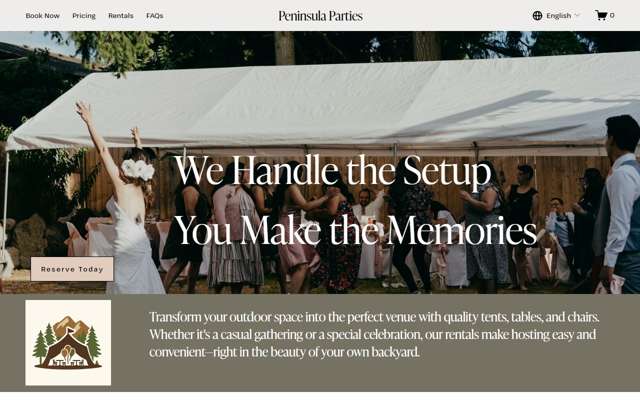 Book Now
Pricing
Rentals
FAQs
Peninsula Parties
English
0
We Handle the Setup
You Make the Memories
Reserve Today
Transform your outdoor space into the perfect venue with quality tents, tables, and chairs.
Whether it's a casual gathering or a special celebration, our rentals make hosting easy and
convenient—right in the beauty of your own backyard.